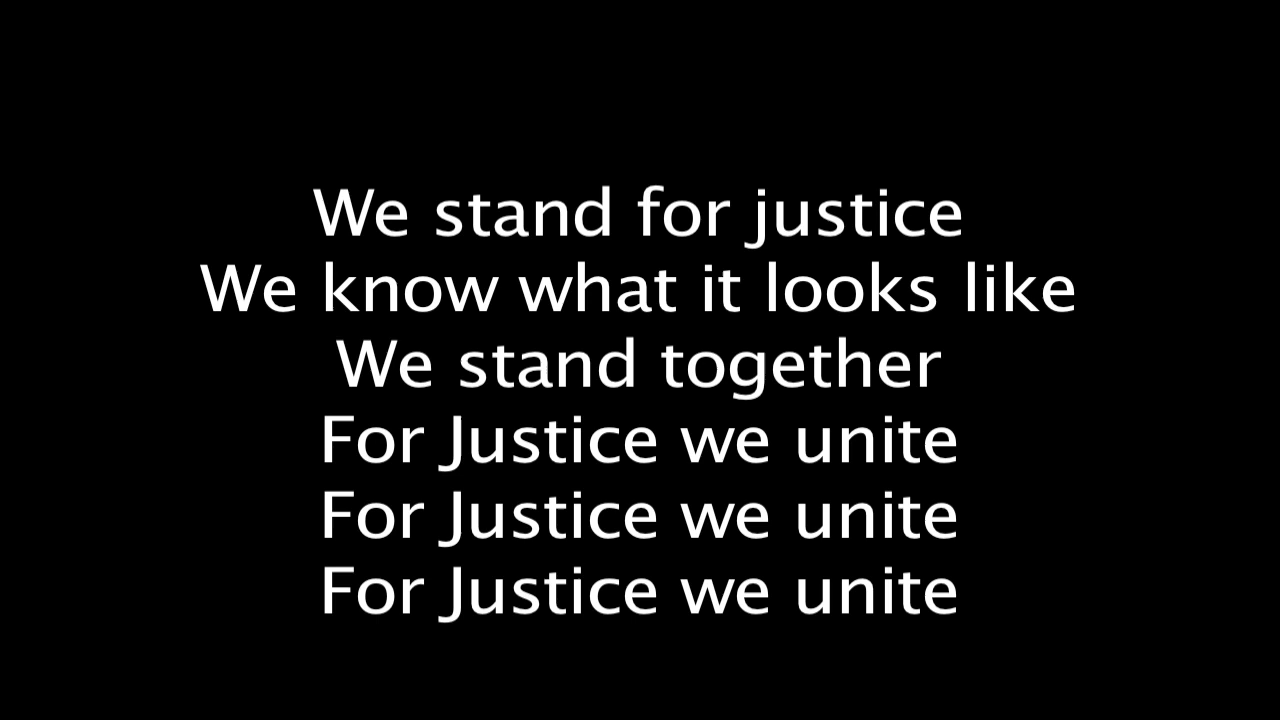 We stand for justice
We know what it looks like
We stand together
For Justice we unite
For Justice we unite
For Justice we unite